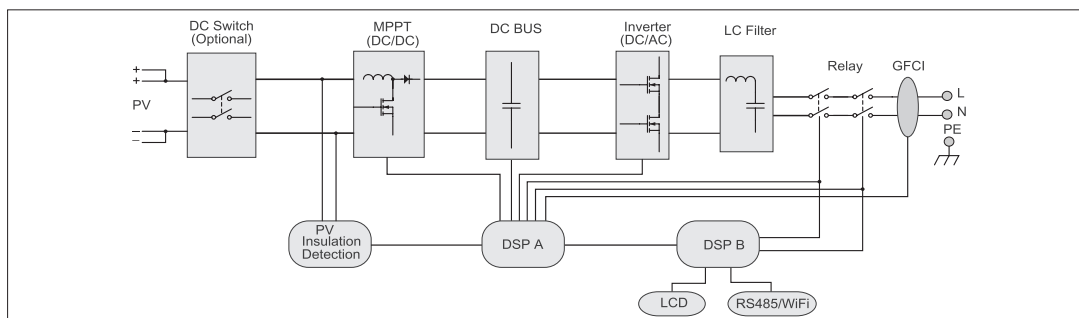 DC Switch
(Optional)
MPPT
(DC/DC)
DC BUS
Inverter
(DC/AC)
LC Filter
Relay
GFCI
+
+
PV
–
–
L
N
PE
PV
Insulation
Detection
DSP A
DSP B
LCD
RS485/WiFi